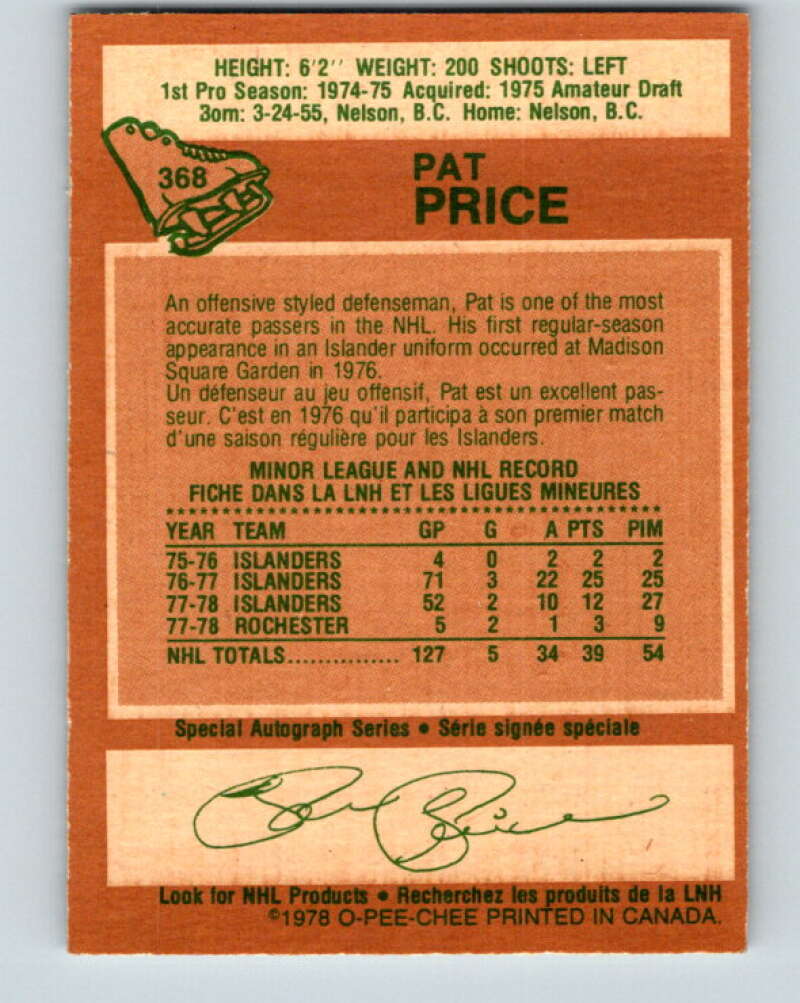 HEIGHT: 6'2'' WEIGHT: 200 SHOOTS: LEFT
1st Pro Season: 1974-75 Acquired: 1975 Amateur Draft
3om: 3-24-55, Nelson, B.C. Home: Nelson, B.C.
368
PAT
PRICE
An offensive styled defenseman, Pat is one of the most
accurate passers in the NHL. His first regular-season
appearance in an Islander uniform occurred at Madison
Square Garden in 1976.
Un défenseur au jeu offensif, Pat est un excellent pas-
seur. C'est en 1976 qu'il participa à son premier match
d'une saison régulière pour les Islanders.
MINOR LEAGUE AND NHL RECORD
FICHE DANS LA LNH ET LES LIGUES MINEURES
YEAR TEAM GP G A PTS PIM
75-76 ISLANDERS 4 0 2 2 2
76-77 ISLANDERS 71 3 22 25 25
77-78 ISLANDERS 52 2 10 12 27
77-78 ROCHESTER 5 2 1 3 9
NHL TOTALS................ 127 5 34 39 54
Special Autograph Series • Série signée spéciale
Pat Price
Look for NHL Products • Recherchez les produits de la LNH
©1978 O-PEE-CHEE PRINTED IN CANADA.